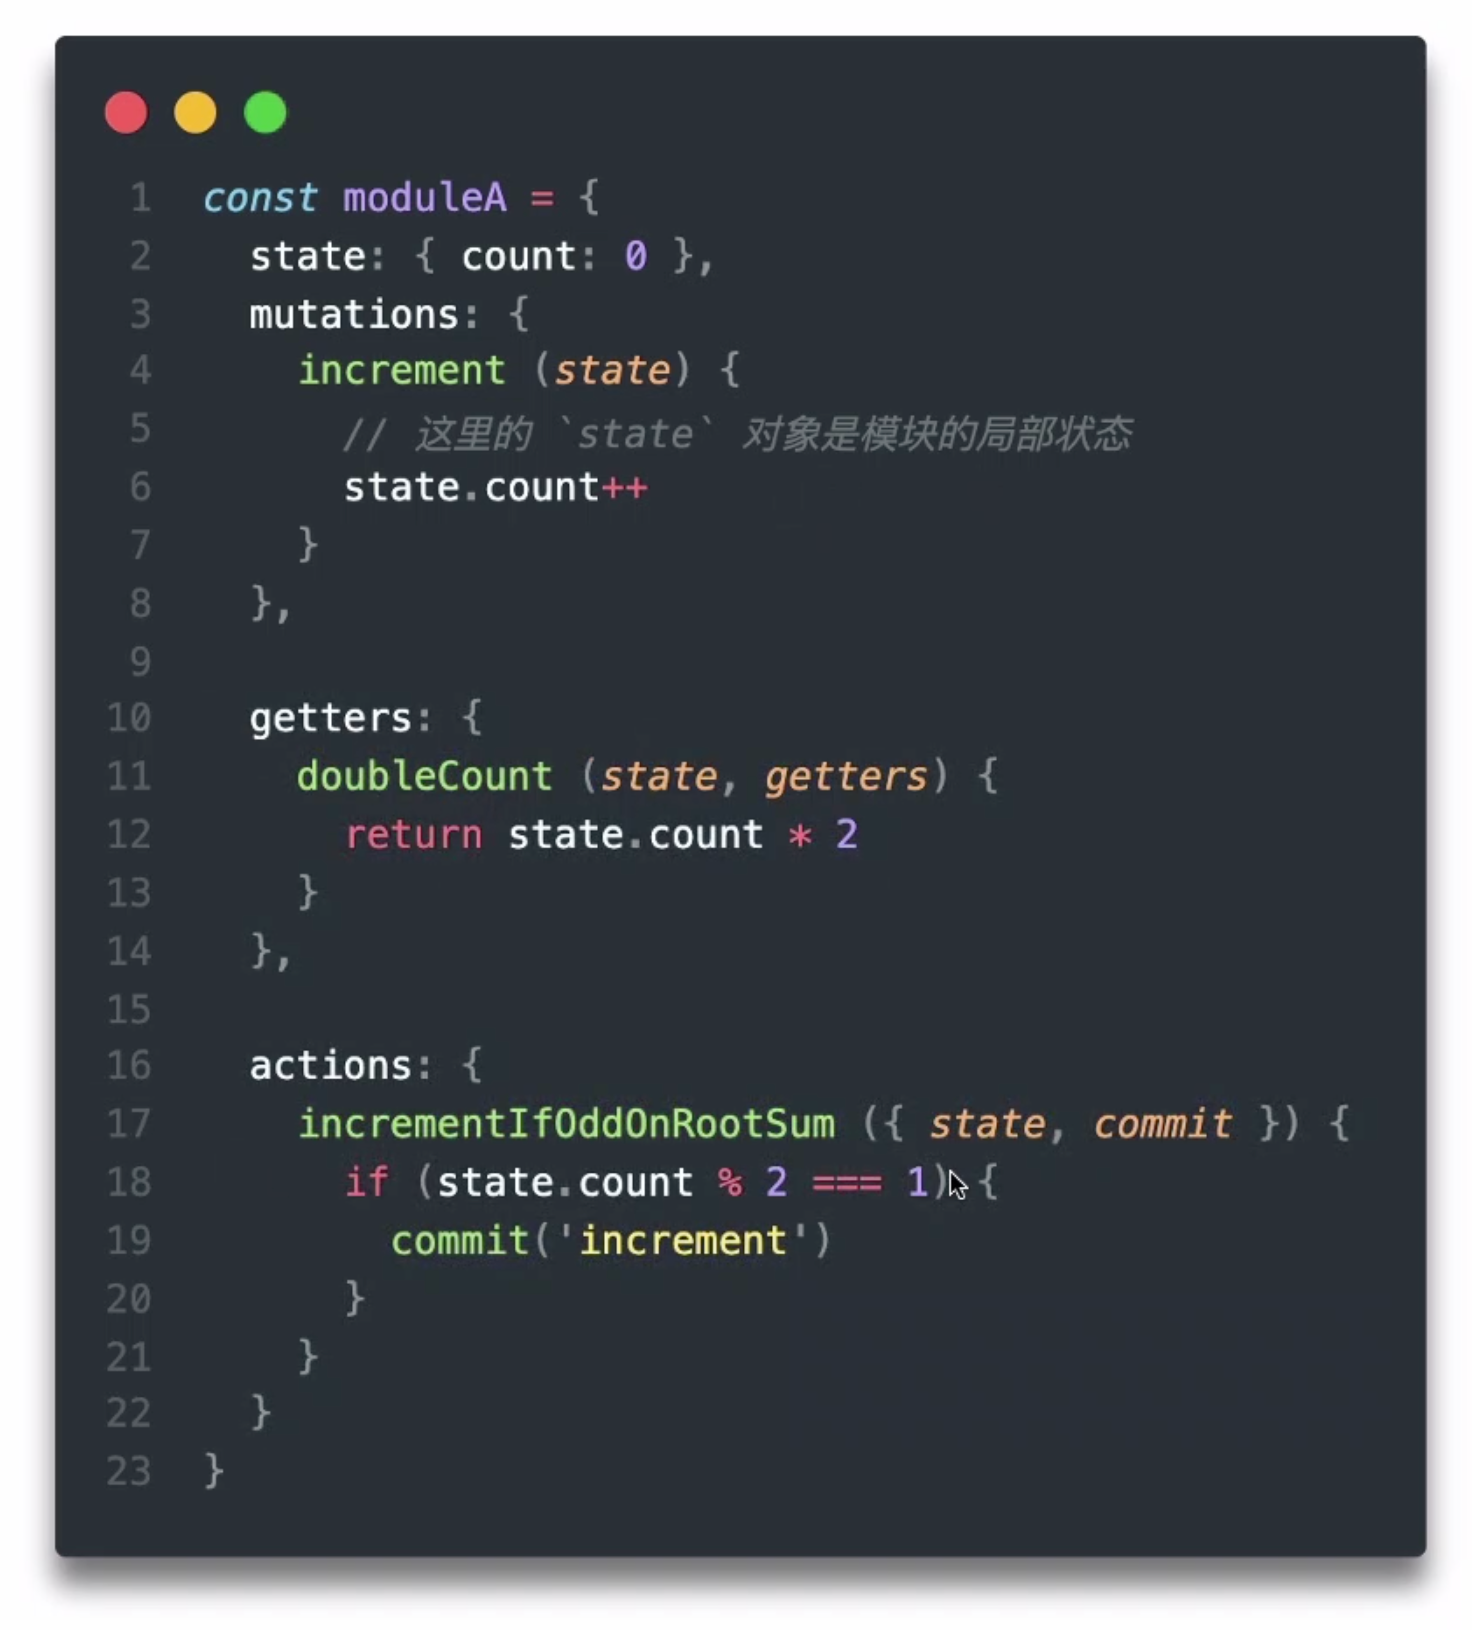 1 const moduleA = {
2   state: { count: 0 },
3   mutations: {
4     increment (state) {
5       // 这里的 `state` 对象是模块的局部状态
6       state.count++
7     }
8   },
9
10   getters: {
11     doubleCount (state, getters) {
12       return state.count * 2
13     }
14   },
15
16   actions: {
17     incrementIfOddOnRootSum ({ state, commit }) {
18       if (state.count % 2 === 1) {
19         commit('increment')
20       }
21     }
22   }
23 }